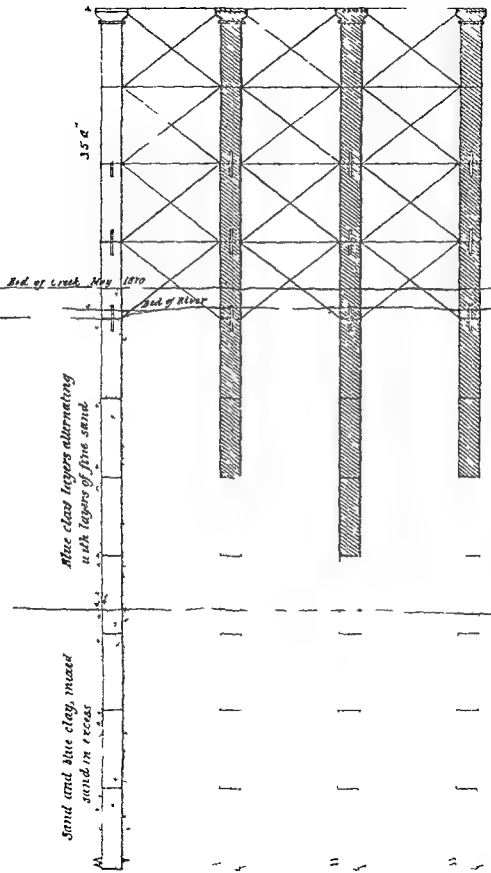 35' 0"
Bed of Creek May 1870
Bed of River
Blue clay layers alternating
with layers of fine sand
Sand and blue clay, mixed
sand in excess